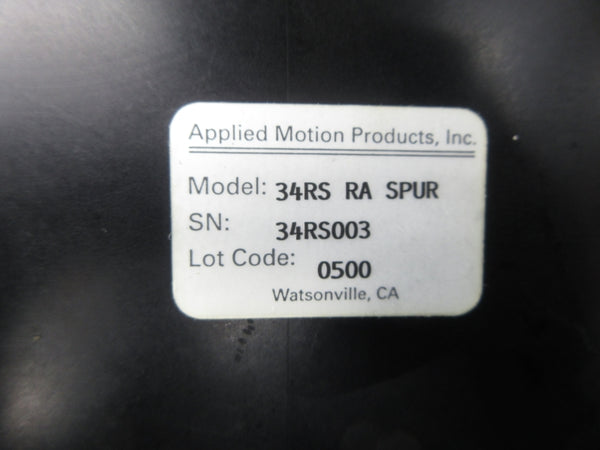 Applied Motion Products, Inc.
Model: 34RS RA SPUR
SN: 34RS003
Lot Code: 0500
Watsonville, CA